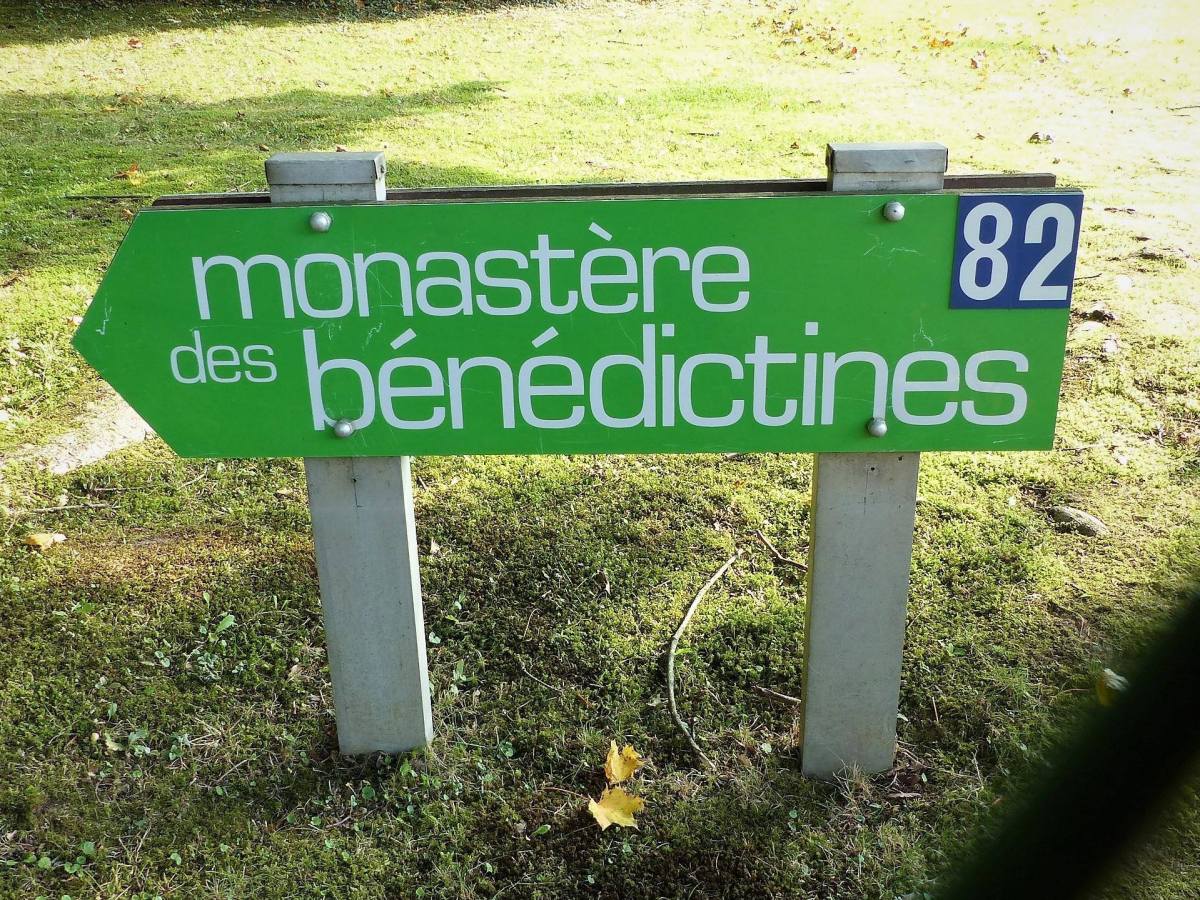 monastère
des bénédictines
82